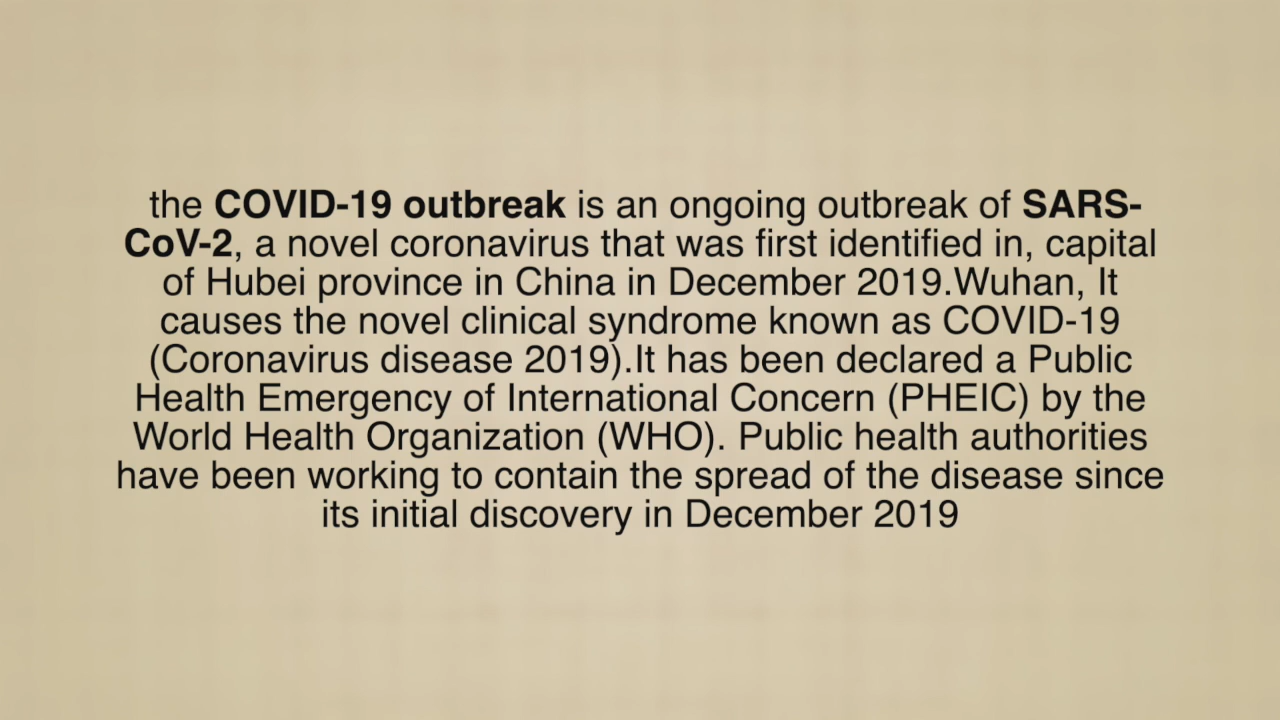 the COVID-19 outbreak is an ongoing outbreak of SARS-
CoV-2, a novel coronavirus that was first identified in, capital
of Hubei province in China in December 2019.Wuhan, It
causes the novel clinical syndrome known as COVID-19
(Coronavirus disease 2019).It has been declared a Public
Health Emergency of International Concern (PHEIC) by the
World Health Organization (WHO). Public health authorities
have been working to contain the spread of the disease since
its initial discovery in December 2019